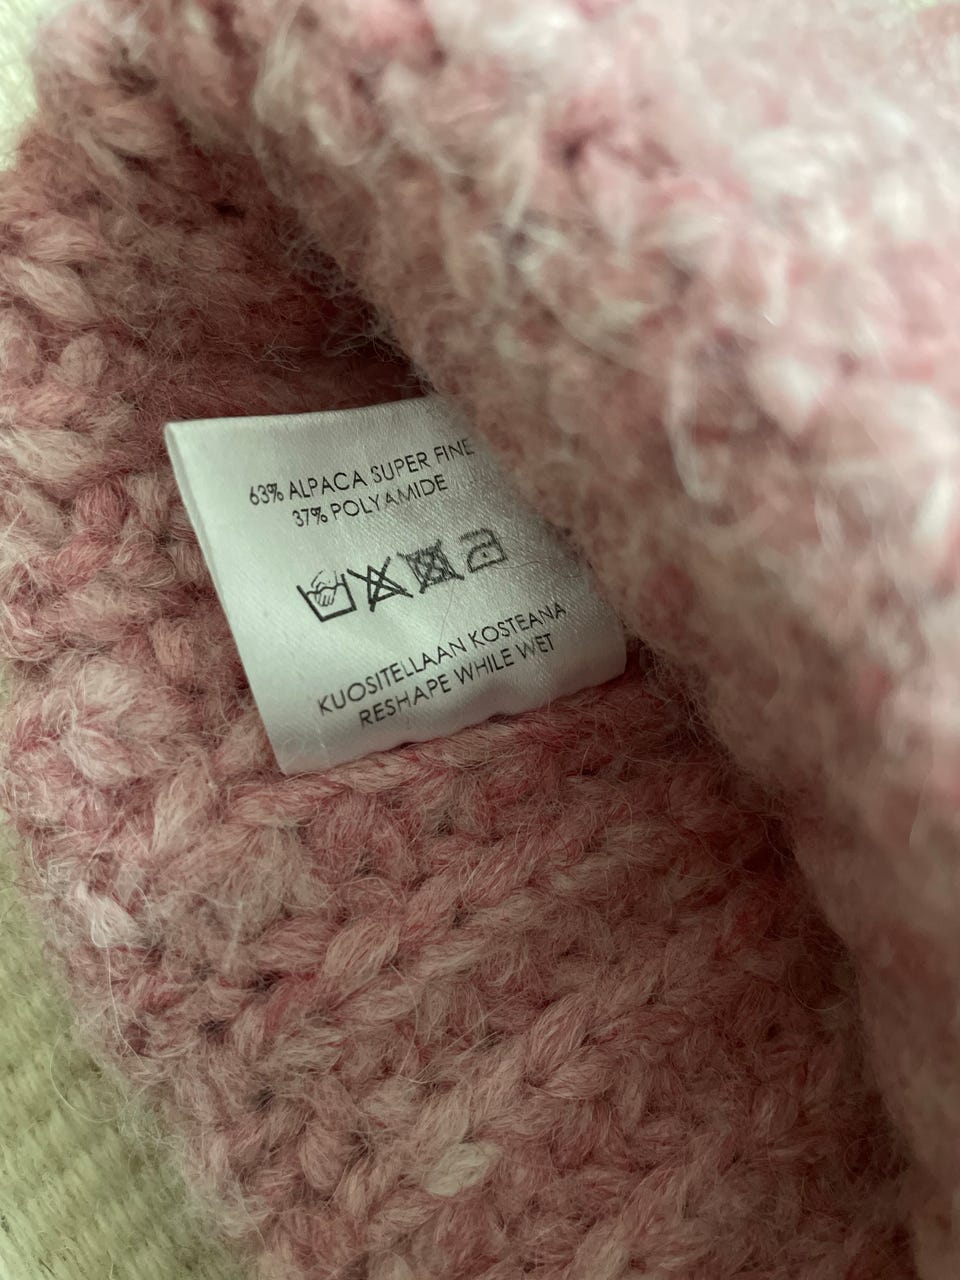 63% ALPACA SUPER FINE
37% POLYAMIDE
KUOSITELLAAN KOSTEANA
RESHAPE WHILE WET